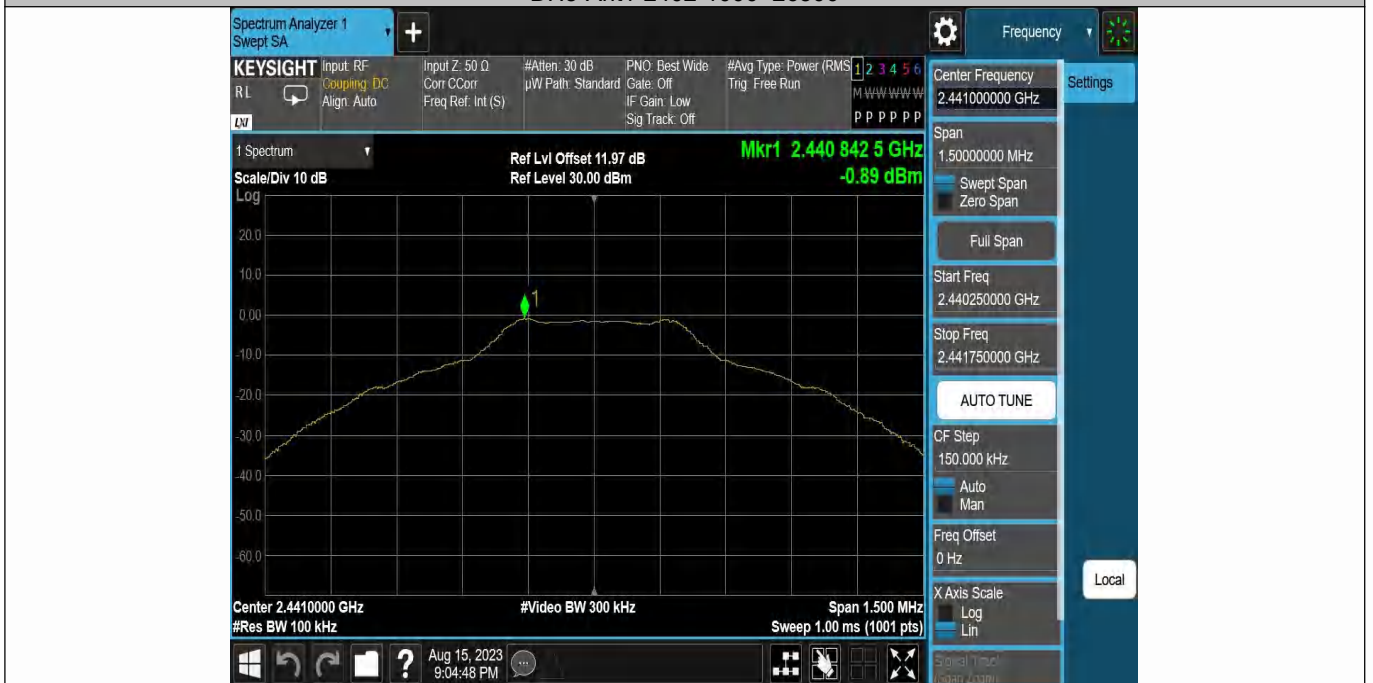 Spectrum Analyzer 1
Swept SA
+
Frequency
KEYSIGHT
RL
LXI
Input: RF
Coupling: DC
Align: Auto
Input Z: 50 Ω
Corr CCorr
Freq Ref: Int (S)
#Atten: 30 dB
µW Path: Standard
PNO: Best Wide
Gate: Off
IF Gain: Low
Sig Track: Off
#Avg Type: Power (RMS
Trig: Free Run
1 2 3 4 5 6
M W W W W W
P P P P P P
1 Spectrum
Scale/Div 10 dB
Ref Lvl Offset 11.97 dB
Ref Level 30.00 dBm
Mkr1 2.440 842 5 GHz
-0.89 dBm
Log
20.0
10.0
0.00
-10.0
-20.0
-30.0
-40.0
-50.0
-60.0
1
Center 2.4410000 GHz
#Res BW 100 kHz
#Video BW 300 kHz
Span 1.500 MHz
Sweep 1.00 ms (1001 pts)
Center Frequency
2.441000000 GHz
Settings
Span
1.50000000 MHz
Swept Span
Zero Span
Full Span
Start Freq
2.440250000 GHz
Stop Freq
2.441750000 GHz
AUTO TUNE
CF Step
150.000 kHz
Auto
Man
Freq Offset
0 Hz
X Axis Scale
Log
Lin
Signal Track
(Span Zoom)
Local
?
Aug 15, 2023
9:04:48 PM